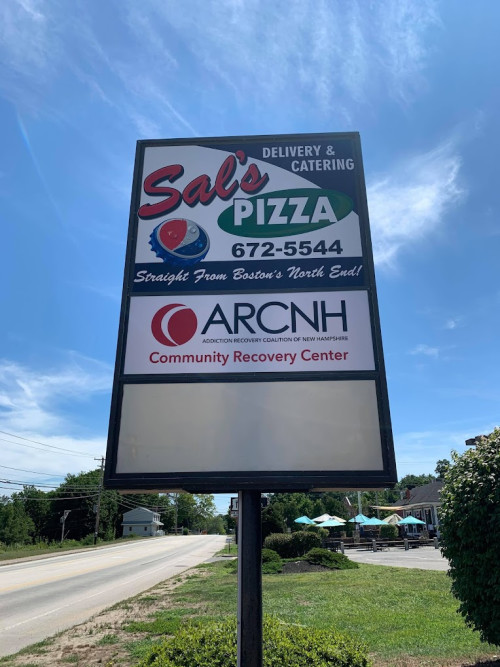 DELIVERY &
CATERING
Sal's
PIZZA
672-5544
Straight From Boston's North End!
ARCNH
ADDICTION RECOVERY COALITION OF NEW HAMPSHIRE
Community Recovery Center